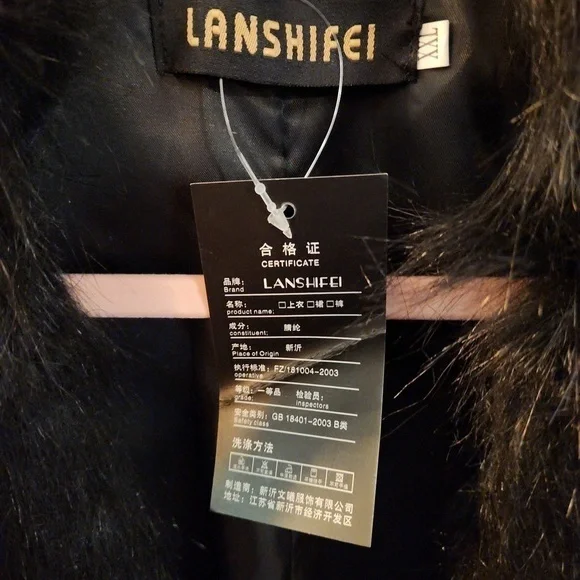 LANSHIFEI
XXL
合格证
CERTIFICATE
品牌: LANSHIFEI
Brand
名称: □上衣 □裙 □裤
product name:
成分: 腈纶
constituent:
产地: 新沂
Place of Origin
执行标准: FZ/181004-2003
operative
等级: 一等品 检验员:
grade: inspectors
安全类别: GB 18401-2003 B类
Safety class
洗涤方法
制造商: 新沂文曦服饰有限公司
地址: 江苏省新沂市经济开发区